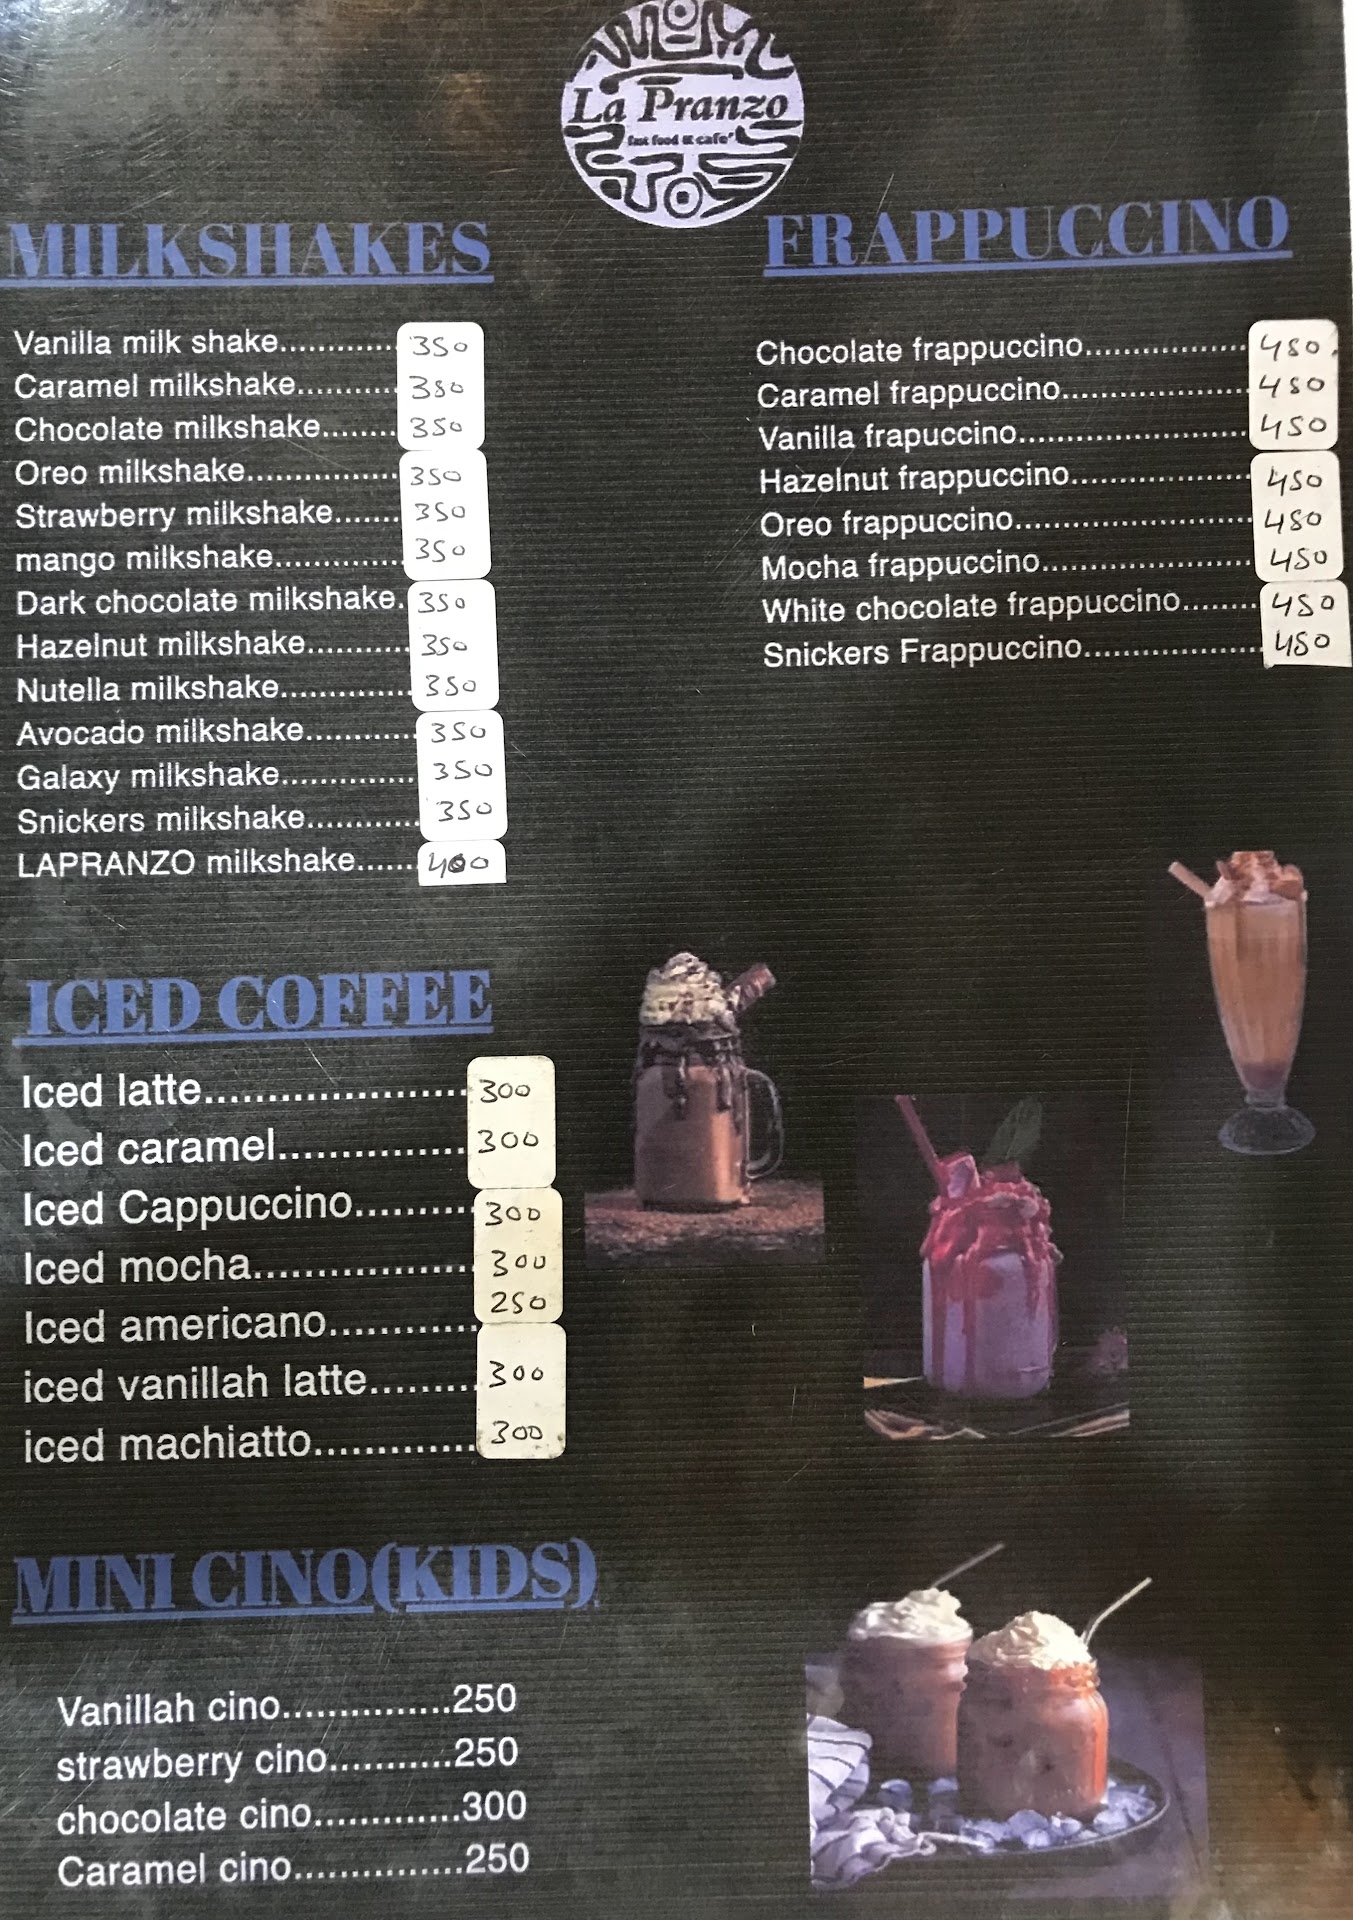 La Pranzo
fast food & cafe'
MILKSHAKES
Vanilla milk shake.............350
Caramel milkshake..........350
Chocolate milkshake........350
Oreo milkshake................350
Strawberry milkshake.......350
mango milkshake..............350
Dark chocolate milkshake.350
Hazelnut milkshake...........350
Nutella milkshake..............350
Avocado milkshake............350
Galaxy milkshake..............350
Snickers milkshake............350
LAPRANZO milkshake......400
FRAPPUCCINO
Chocolate frappuccino.................450.
Caramel frappuccino....................450
Vanilla frapuccino........................450
Hazelnut frappuccino...................450
Oreo frappuccino.........................450
Mocha frappuccino.......................450
White chocolate frappuccino........450
Snickers Frappuccino...................450
ICED COFFEE
Iced latte.....................300
Iced caramel...............300
Iced Cappuccino..........300
Iced mocha..................300
Iced americano............250
iced vanillah latte.........300
iced machiatto.............300
MINI CINO(KIDS)
Vanillah cino...............250
strawberry cino...........250
chocolate cino.............300
Caramel cino...............250